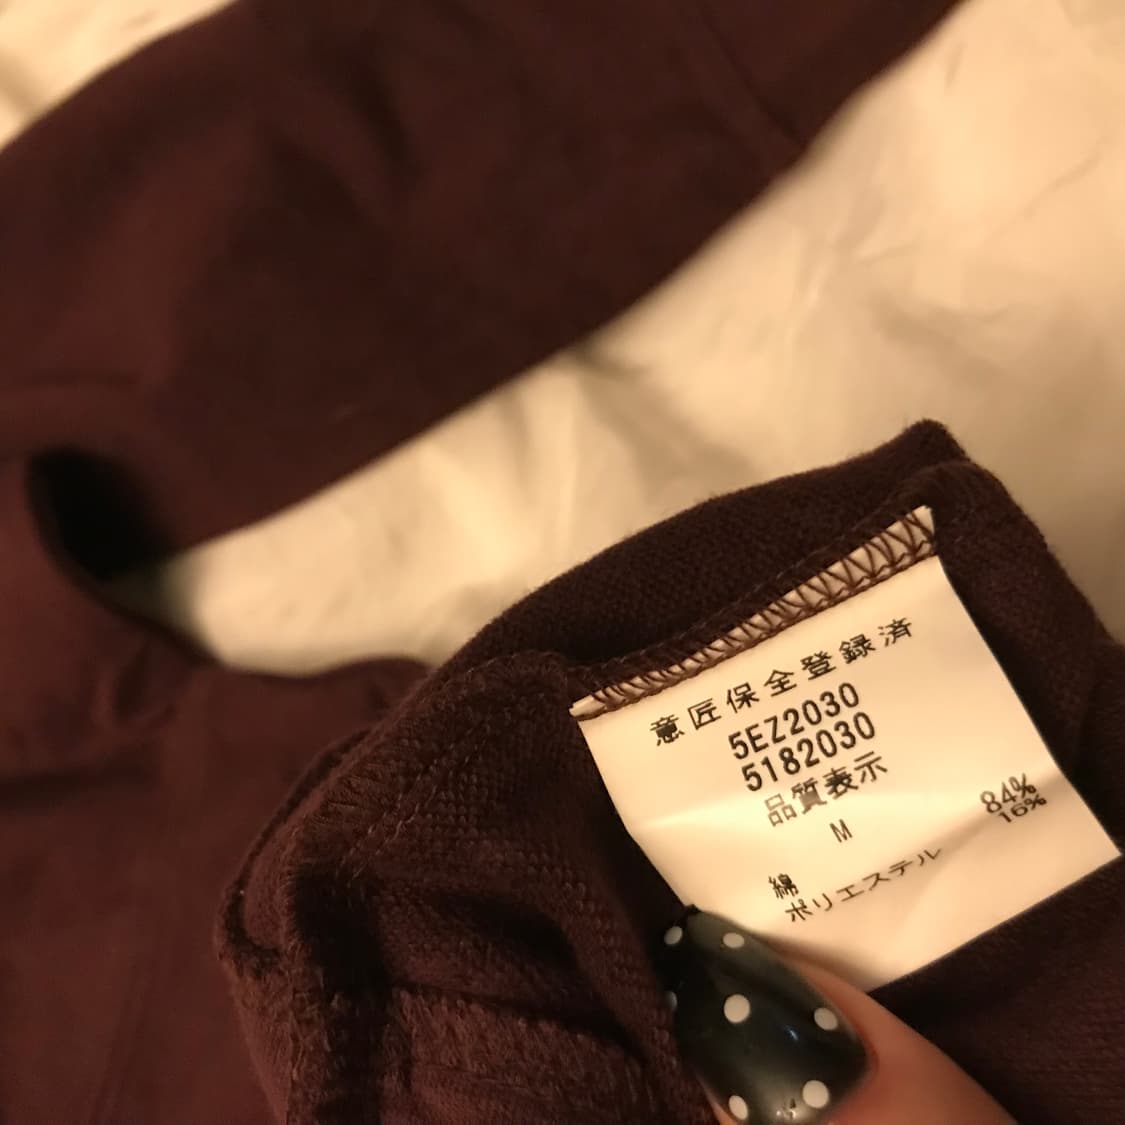 意匠保全登録済
5EZ2030
5182030
品質表示
M
綿 84%
ポリエステル 16%